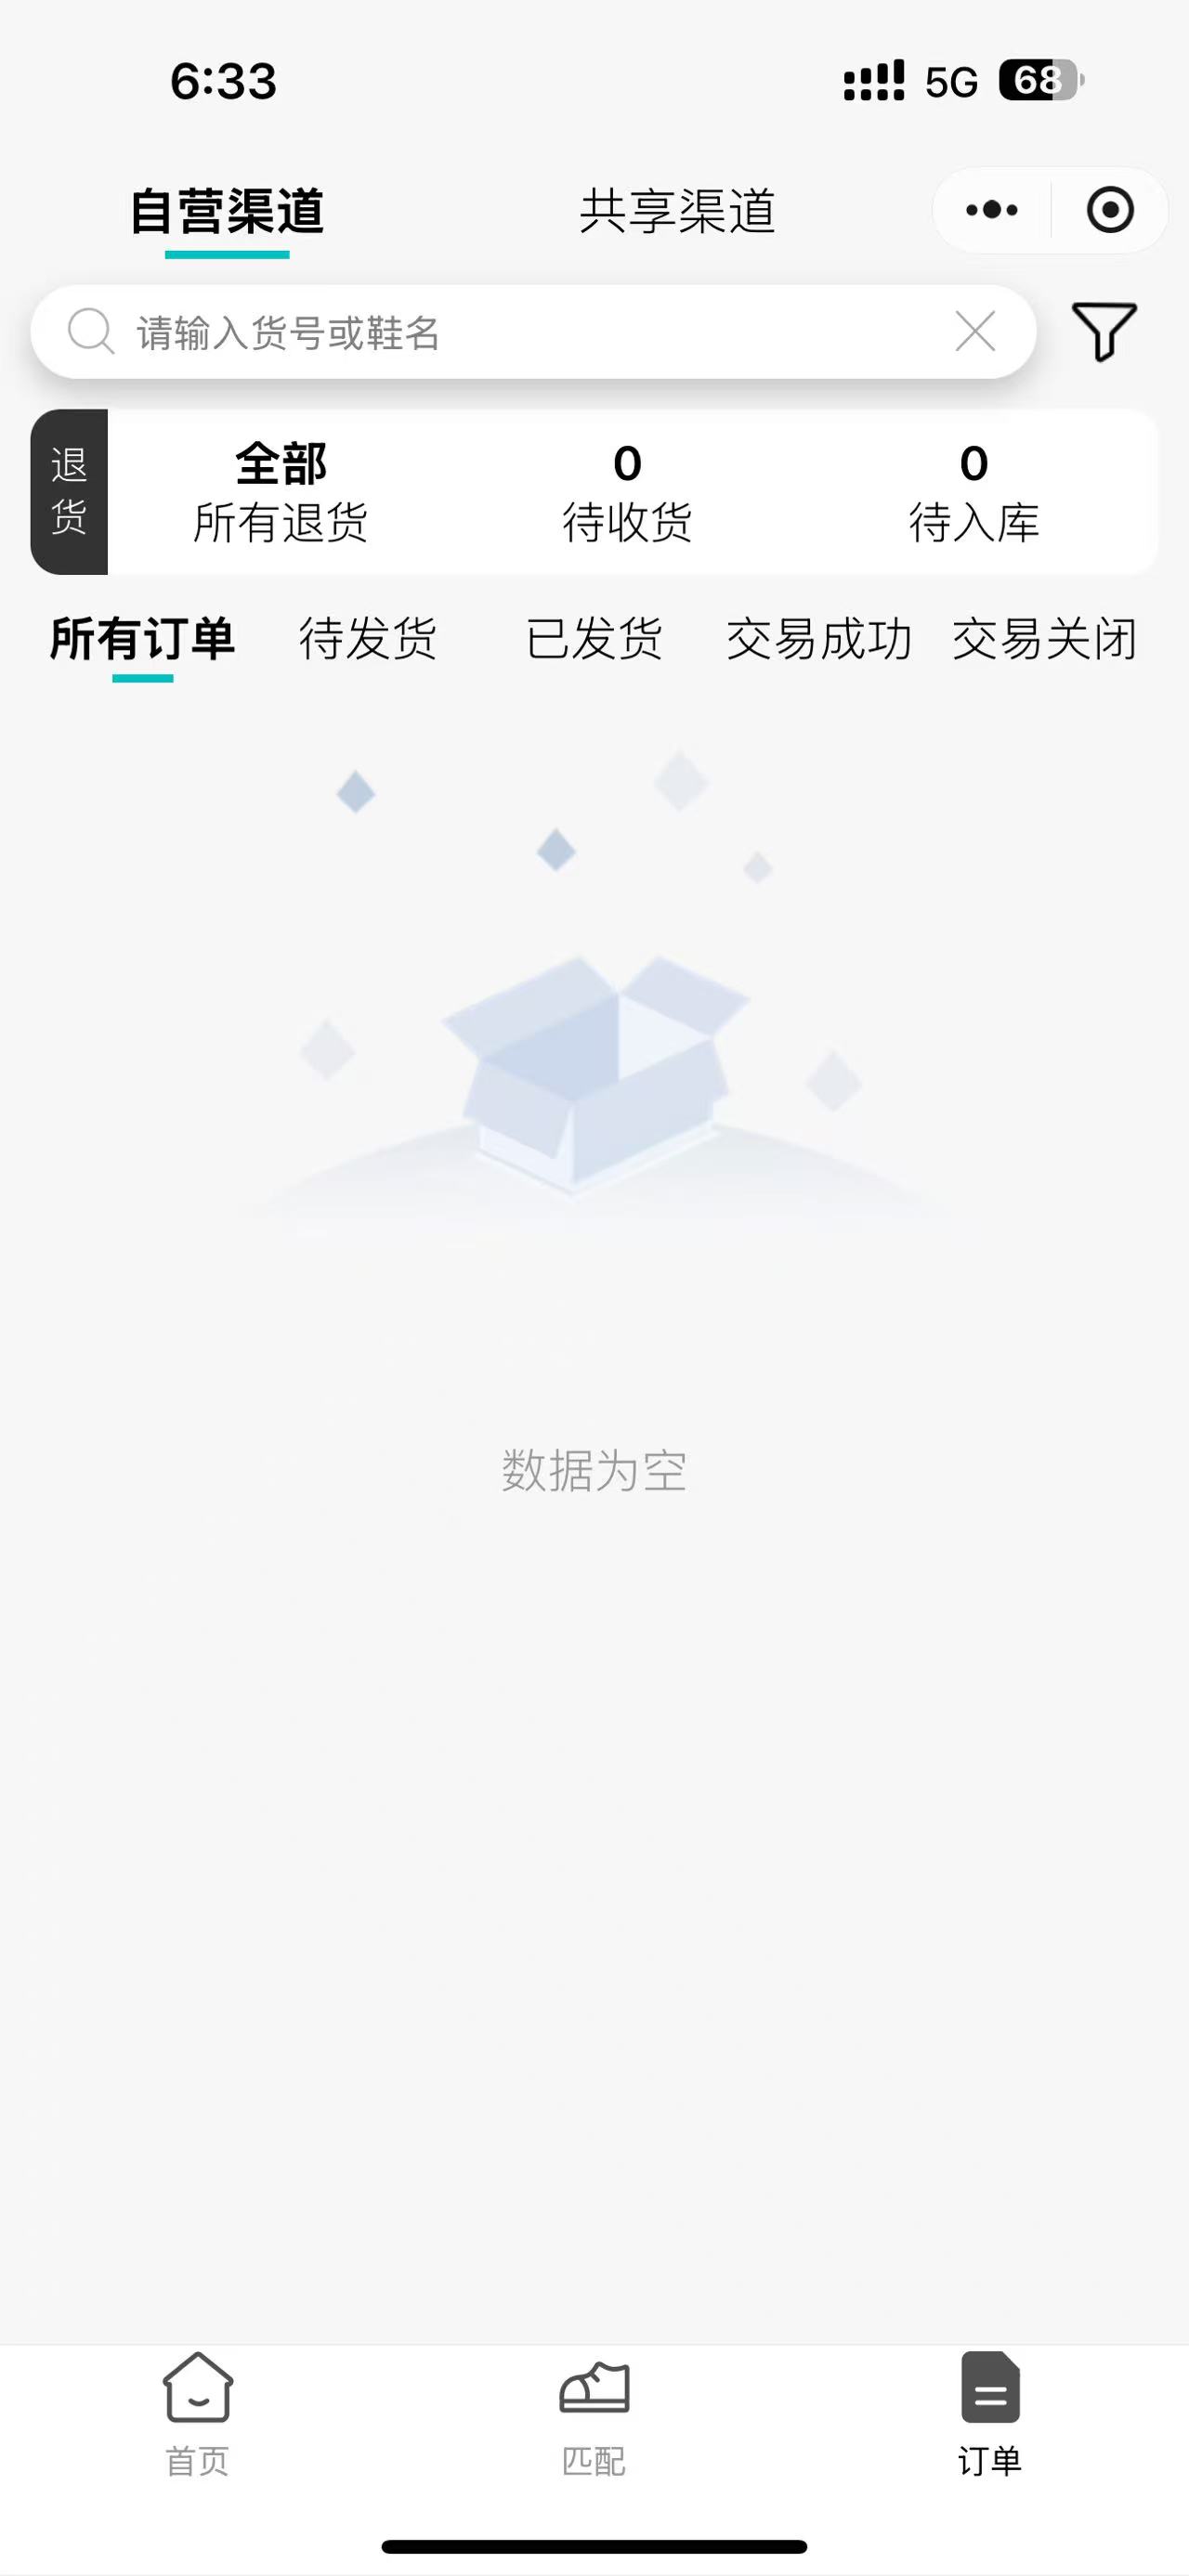 6:33 5G 68
自营渠道 共享渠道
请输入货号或鞋名
退货
全部 0 0
所有退货 待收货 待入库
所有订单 待发货 已发货 交易成功 交易关闭
数据为空
首页 匹配 订单